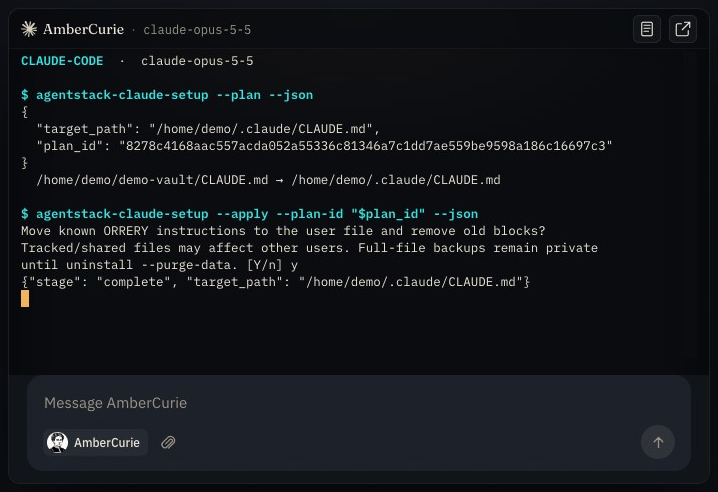 AmberCurie · claude-opus-5-5
CLAUDE-CODE · claude-opus-5-5
$ agentstack-claude-setup --plan --json
{
"target_path": "/home/demo/.claude/CLAUDE.md",
"plan_id": "8278c4168aac557acda052a55336c81346a7c1dd7ae559be9598a186c16697c3"
}
/home/demo/demo-vault/CLAUDE.md → /home/demo/.claude/CLAUDE.md
$ agentstack-claude-setup --apply --plan-id "$plan_id" --json
Move known ORRERY instructions to the user file and remove old blocks?
Tracked/shared files may affect other users. Full-file backups remain private
until uninstall --purge-data. [Y/n] y
{"stage": "complete", "target_path": "/home/demo/.claude/CLAUDE.md"}
Message AmberCurie
AmberCurie